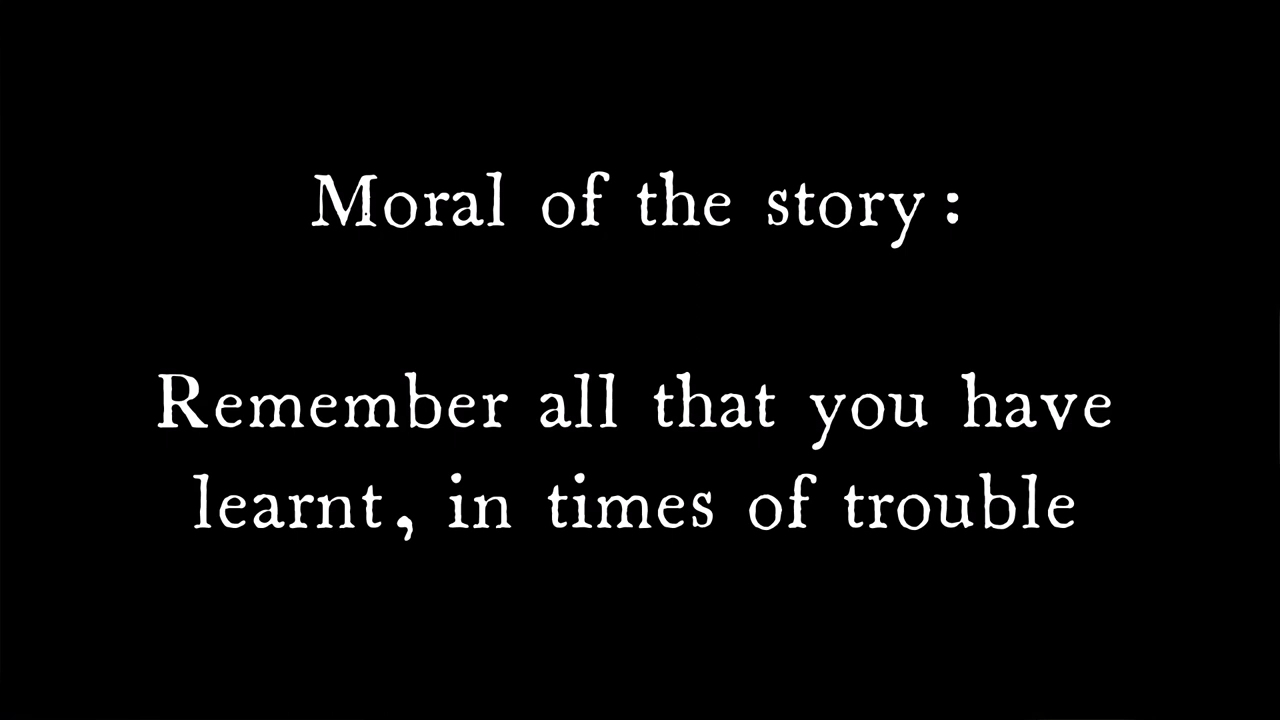 Moral of the story:
Remember all that you have
learnt, in times of trouble